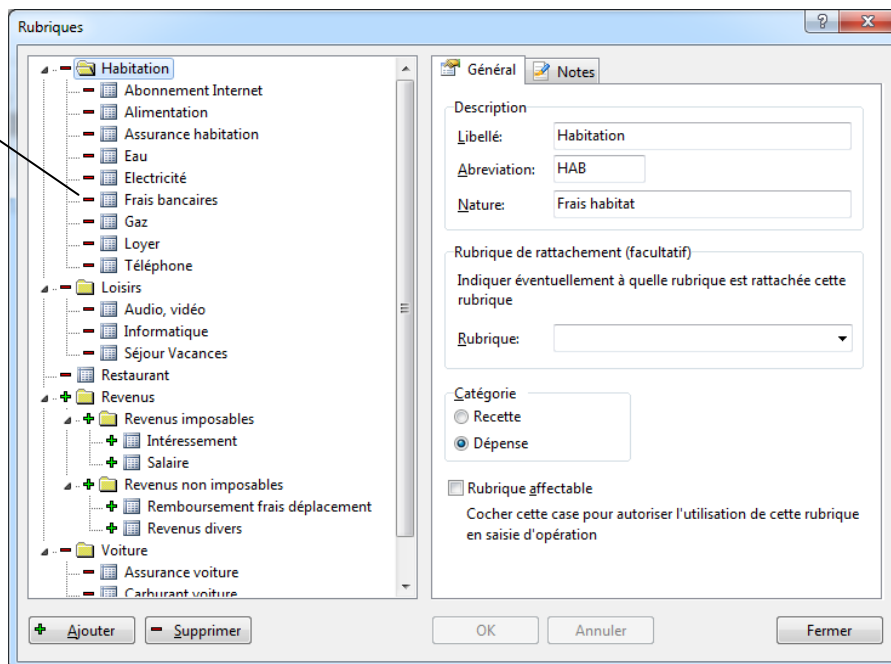 Rubriques
Habitation
Abonnement Internet
Alimentation
Assurance habitation
Eau
Electricité
Frais bancaires
Gaz
Loyer
Téléphone
Loisirs
Audio, vidéo
Informatique
Séjour Vacances
Restaurant
Revenus
Revenus imposables
Intéressement
Salaire
Revenus non imposables
Remboursement frais déplacement
Revenus divers
Voiture
Assurance voiture
Carburant voiture
Ajouter
Supprimer
Général
Notes
Description
Libellé: Habitation
Abreviation: HAB
Nature: Frais habitat
Rubrique de rattachement (facultatif)
Indiquer éventuellement à quelle rubrique est rattachée cette
rubrique
Rubrique:
Catégorie
Recette
Dépense
Rubrique affectable
Cocher cette case pour autoriser l'utilisation de cette rubrique
en saisie d'opération
OK
Annuler
Fermer